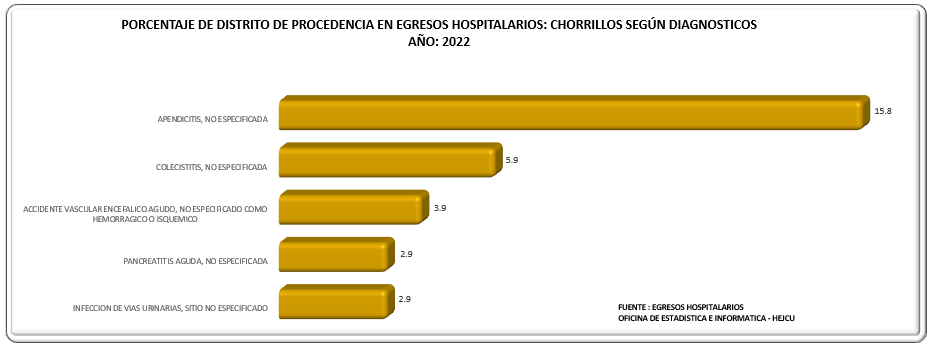 PORCENTAJE DE DISTRITO DE PROCEDENCIA EN EGRESOS HOSPITALARIOS: CHORRILLOS SEGÚN DIAGNOSTICOS
AÑO: 2022
APENDICITIS, NO ESPECIFICADA
15.8
COLECISTITIS, NO ESPECIFICADA
5.9
ACCIDENTE VASCULAR ENCEFALICO AGUDO, NO ESPECIFICADO COMO
HEMORRAGICO O ISQUEMICO
3.9
PANCREATITIS AGUDA, NO ESPECIFICADA
2.9
INFECCION DE VIAS URINARIAS, SITIO NO ESPECIFICADO
2.9
FUENTE : EGRESOS HOSPITALARIOS
OFICINA DE ESTADISTICA E INFORMATICA - HEJCU